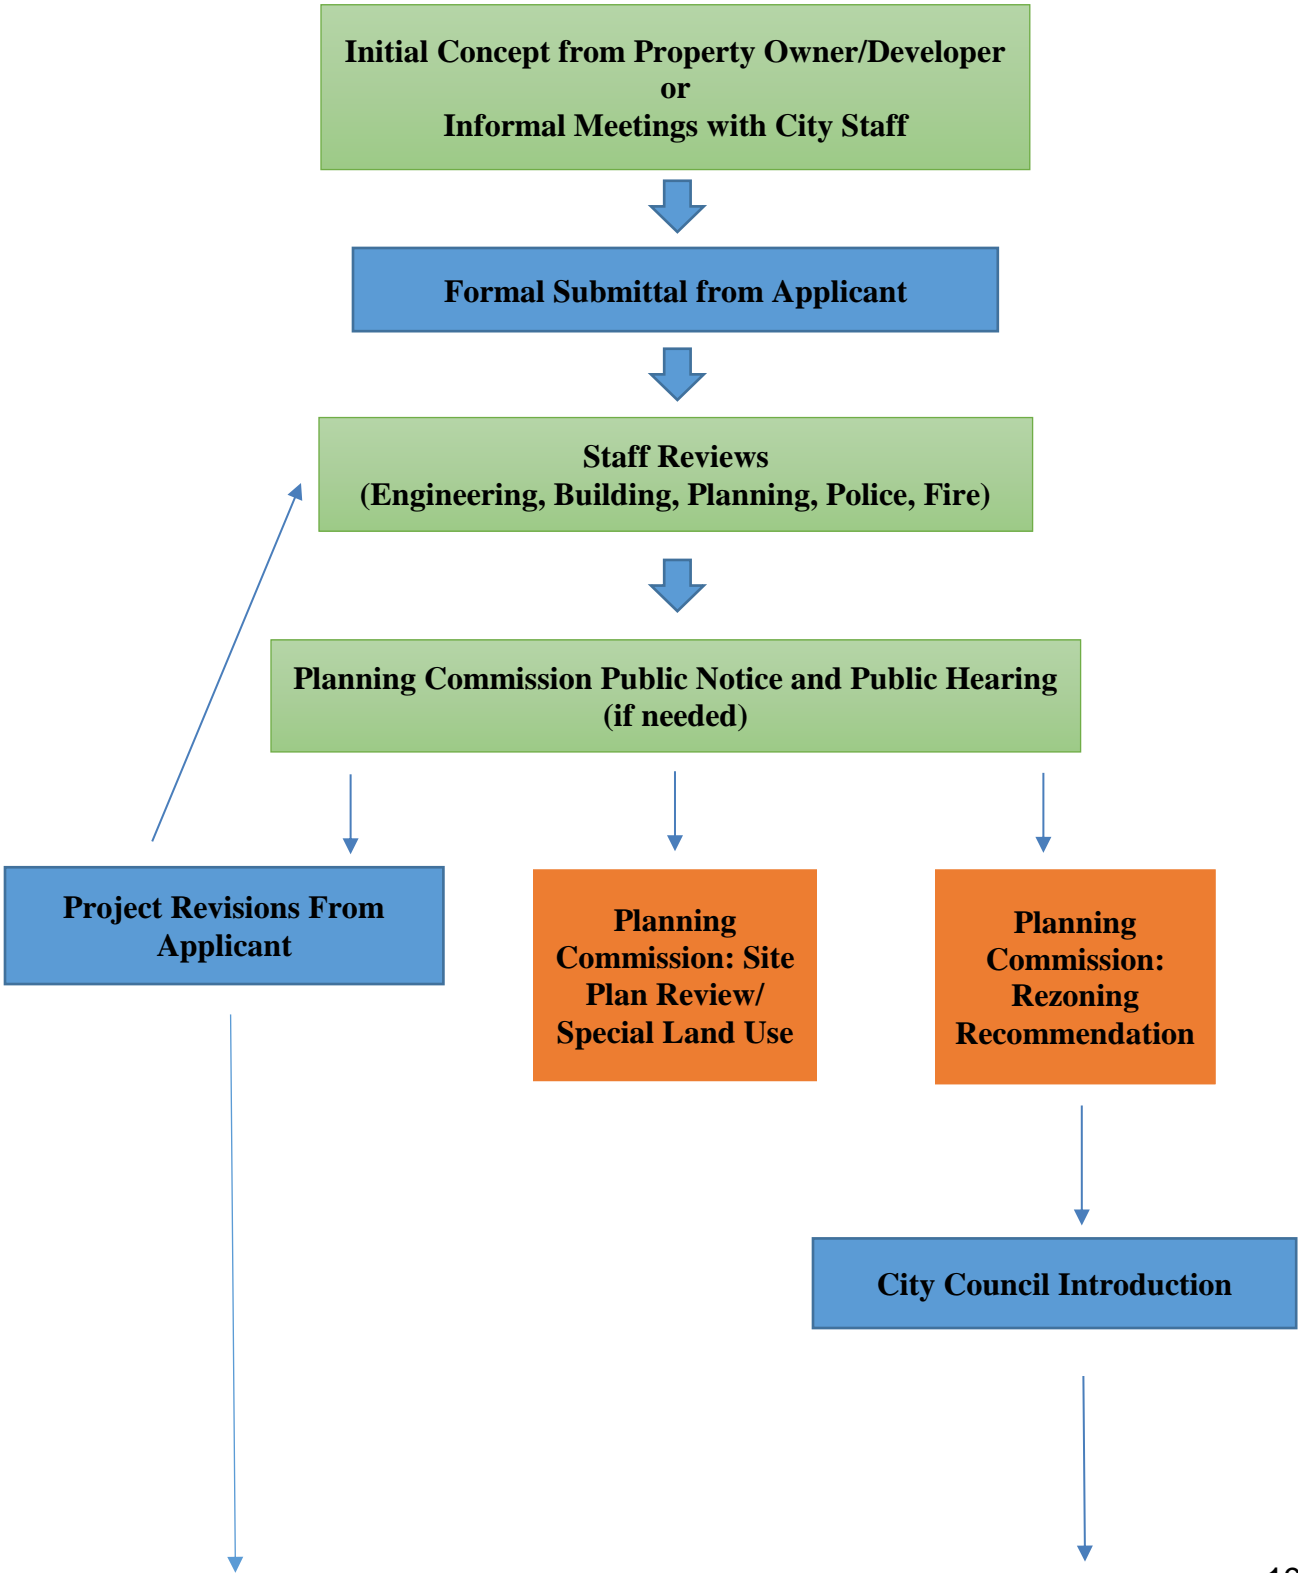 Initial Concept from Property Owner/Developer
or
Informal Meetings with City Staff
Formal Submittal from Applicant
Staff Reviews
(Engineering, Building, Planning, Police, Fire)
Planning Commission Public Notice and Public Hearing
(if needed)
Project Revisions From
Applicant
Planning
Commission: Site
Plan Review/
Special Land Use
Planning
Commission:
Rezoning
Recommendation
City Council Introduction